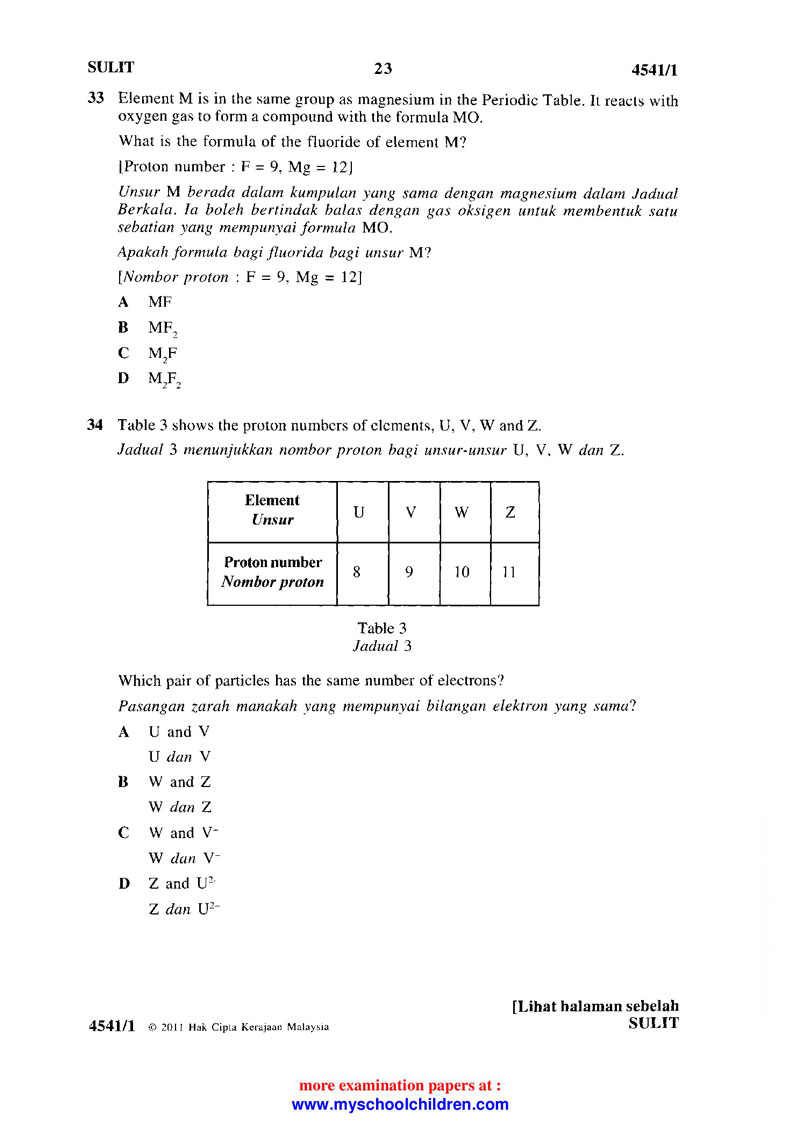 SULIT 23 4541/1
33 Element M is in the same group as magnesium in the Periodic Table. It reacts with
oxygen gas to form a compound with the formula MO.
What is the formula of the fluoride of element M?
[Proton number : F = 9, Mg = 12]
Unsur M berada dalam kumpulan yang sama dengan magnesium dalam Jadual
Berkala. Ia boleh bertindak balas dengan gas oksigen untuk membentuk satu
sebatian yang mempunyai formula MO.
Apakah formula bagi fluorida bagi unsur M?
[Nombor proton : F = 9, Mg = 12]
A MF
B MF₂
C M₂F
D M₂F₂
34 Table 3 shows the proton numbers of elements, U, V, W and Z.
Jadual 3 menunjukkan nombor proton bagi unsur-unsur U, V, W dan Z.
Element
Unsur
U V W Z
Proton number
Nombor proton
8 9 10 11
Table 3
Jadual 3
Which pair of particles has the same number of electrons?
Pasangan zarah manakah yang mempunyai bilangan elektron yang sama?
A U and V
U dan V
B W and Z
W dan Z
C W and V⁻
W dan V⁻
D Z and U²⁻
Z dan U²⁻
[Lihat halaman sebelah
4541/1 © 2011 Hak Cipta Kerajaan Malaysia SULIT
more examination papers at :
www.myschoolchildren.com